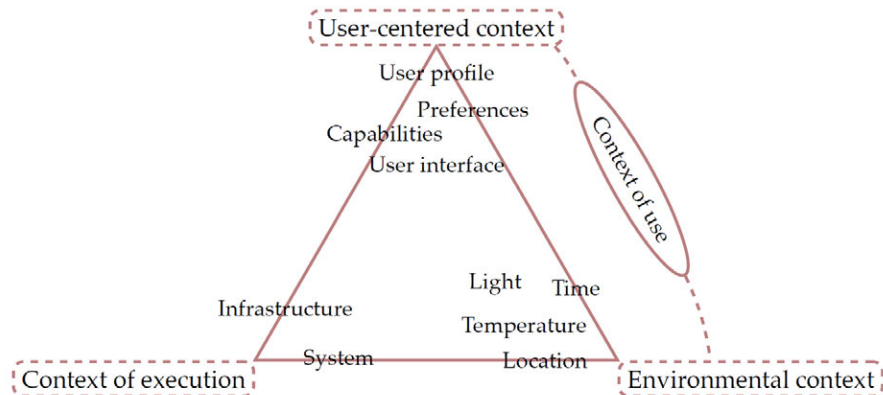 User-centered context
User profile
Preferences
Capabilities
User interface
Context of use
Light
Time
Infrastructure
Temperature
System
Location
Context of execution
Environmental context